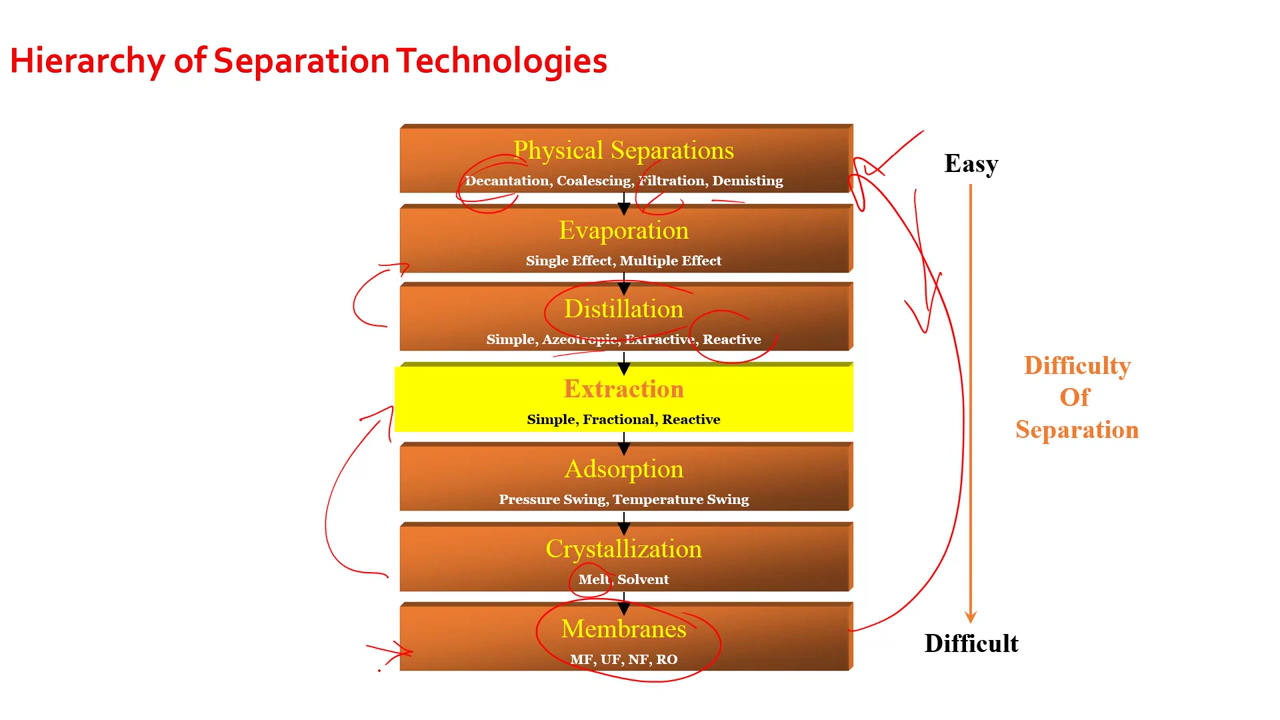 Hierarchy of Separation Technologies
Physical Separations
Decantation, Coalescing, Filtration, Demisting
Evaporation
Single Effect, Multiple Effect
Distillation
Simple, Azeotropic, Extractive, Reactive
Extraction
Simple, Fractional, Reactive
Adsorption
Pressure Swing, Temperature Swing
Crystallization
Melt, Solvent
Membranes
MF, UF, NF, RO
Easy
Difficulty
Of
Separation
Difficult